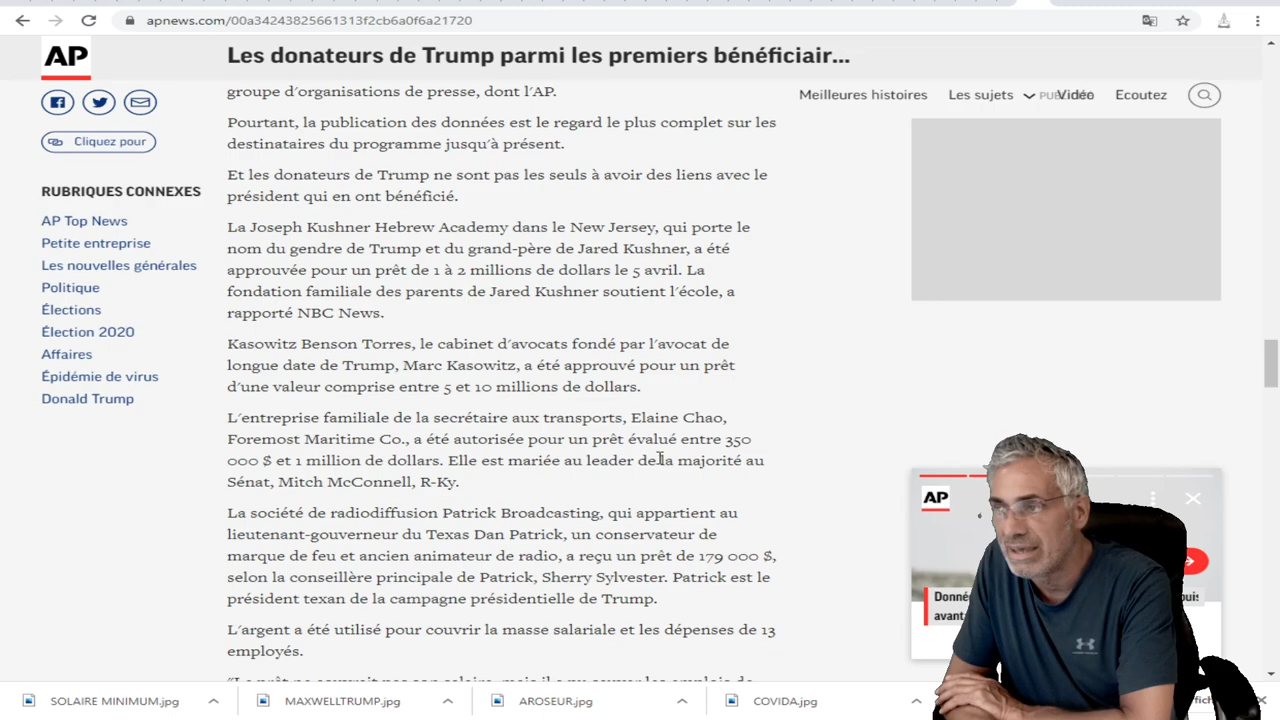 apnews.com/00a34243825661313f2cb6a0f6a21720
AP
Les donateurs de Trump parmi les premiers bénéficiair...
Meilleures histoires
Les sujets
Vidéo
Ecoutez
Cliquez pour
RUBRIQUES CONNEXES
AP Top News
Petite entreprise
Les nouvelles générales
Politique
Élections
Élection 2020
Affaires
Épidémie de virus
Donald Trump
groupe d'organisations de presse, dont l'AP.
Pourtant, la publication des données est le regard le plus complet sur les
destinataires du programme jusqu'à présent.
Et les donateurs de Trump ne sont pas les seuls à avoir des liens avec le
président qui en ont bénéficié.
La Joseph Kushner Hebrew Academy dans le New Jersey, qui porte le
nom du gendre de Trump et du grand-père de Jared Kushner, a été
approuvée pour un prêt de 1 à 2 millions de dollars le 5 avril. La
fondation familiale des parents de Jared Kushner soutient l'école, a
rapporté NBC News.
Kasowitz Benson Torres, le cabinet d'avocats fondé par l'avocat de
longue date de Trump, Marc Kasowitz, a été approuvé pour un prêt
d'une valeur comprise entre 5 et 10 millions de dollars.
L'entreprise familiale de la secrétaire aux transports, Elaine Chao,
Foremost Maritime Co., a été autorisée pour un prêt évalué entre 350
000 $ et 1 million de dollars. Elle est mariée au leader de la majorité au
Sénat, Mitch McConnell, R-Ky.
La société de radiodiffusion Patrick Broadcasting, qui appartient au
lieutenant-gouverneur du Texas Dan Patrick, un conservateur de
marque de feu et ancien animateur de radio, a reçu un prêt de 179 000 $,
selon la conseillère principale de Patrick, Sherry Sylvester. Patrick est le
président texan de la campagne présidentielle de Trump.
L'argent a été utilisé pour couvrir la masse salariale et les dépenses de 13
employés.
AP
SOLAIRE MINIMUM.jpg
MAXWELLTRUMP.jpg
AROSEUR.jpg
COVIDA.jpg